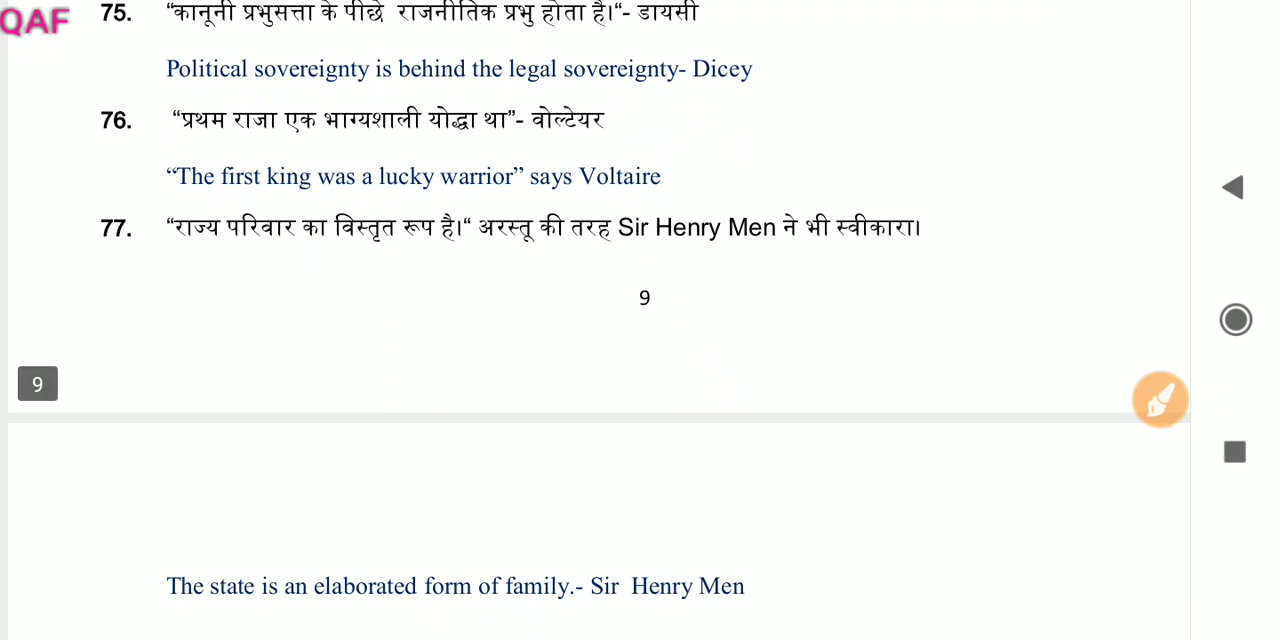 QAF
75. “कानूनी प्रभुसत्ता के पीछे राजनीतिक प्रभु होता है।“- डायसी
Political sovereignty is behind the legal sovereignty- Dicey
76. “प्रथम राजा एक भाग्यशाली योद्धा था”- वोल्टेयर
“The first king was a lucky warrior” says Voltaire
77. “राज्य परिवार का विस्तृत रूप है।“ अरस्तू की तरह Sir Henry Men ने भी स्वीकारा।
9
9
The state is an elaborated form of family.- Sir Henry Men